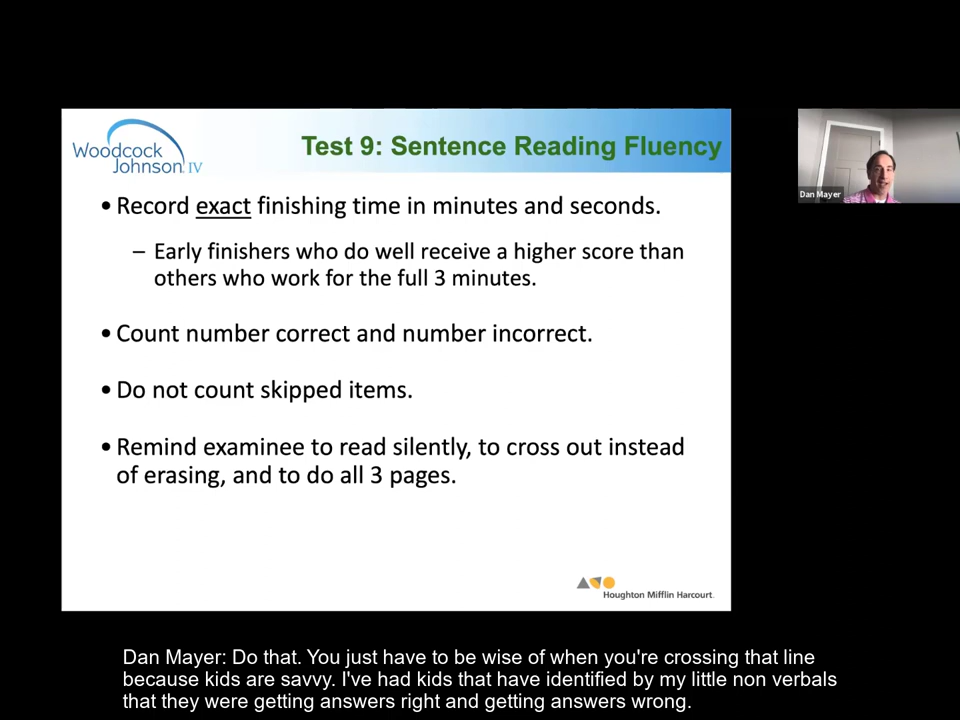 Woodcock
Johnson IV
Test 9: Sentence Reading Fluency
• Record exact finishing time in minutes and seconds.
– Early finishers who do well receive a higher score than
others who work for the full 3 minutes.
• Count number correct and number incorrect.
• Do not count skipped items.
• Remind examinee to read silently, to cross out instead
of erasing, and to do all 3 pages.
Houghton Mifflin Harcourt.
Dan Mayer
Dan Mayer: Do that. You just have to be wise of when you're crossing that line
because kids are savvy. I've had kids that have identified by my little non verbals
that they were getting answers right and getting answers wrong.